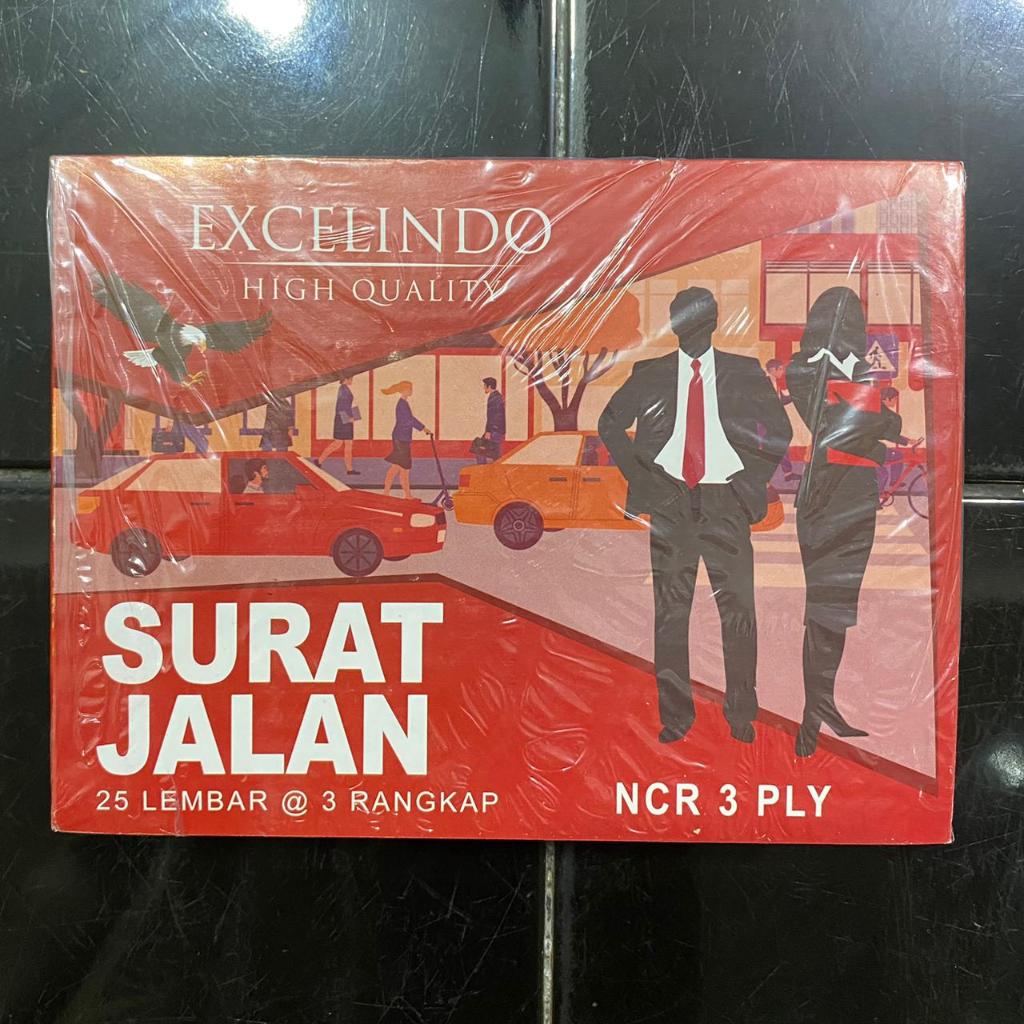 EXCELINDO
HIGH QUALITY
SURAT
JALAN
25 LEMBAR @ 3 RANGKAP
NCR 3 PLY